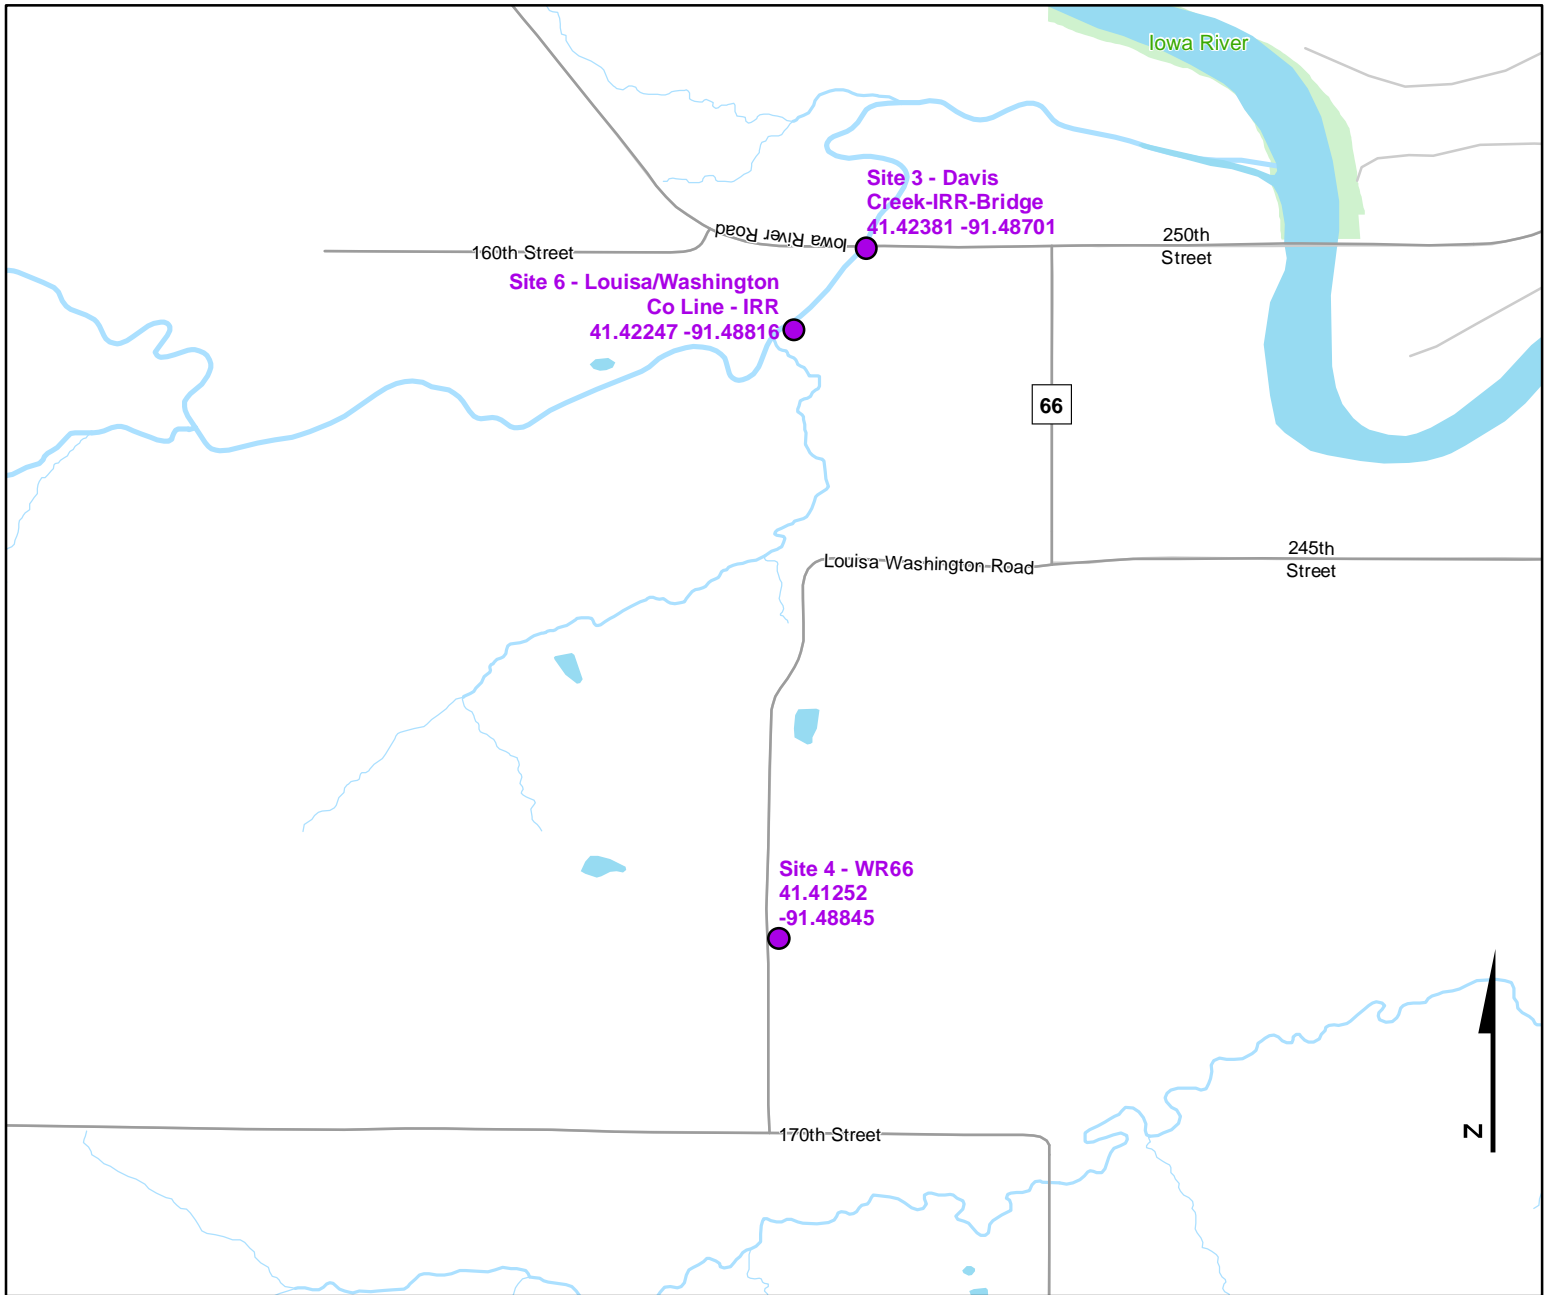 Iowa River
Site 3 - Davis
Creek-IRR-Bridge
41.42381 -91.48701
Iowa River Road
250th
Street
160th Street
Site 6 - Louisa/Washington
Co Line - IRR
41.42247 -91.48816
66
245th
Street
Louisa Washington Road
Site 4 - WR66
41.41252
-91.48845
170th Street
N